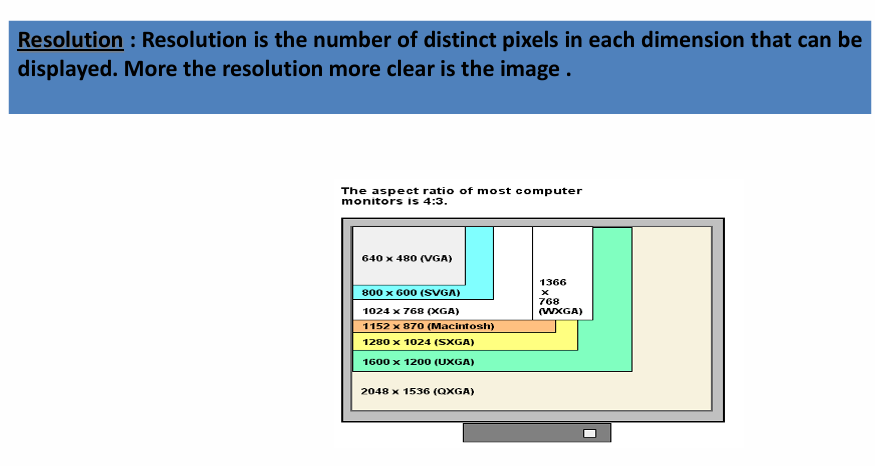 Resolution : Resolution is the number of distinct pixels in each dimension that can be
displayed. More the resolution more clear is the image .
The aspect ratio of most computer
monitors is 4:3.
640 x 480 (VGA)
800 x 600 (SVGA)
1024 x 768 (XGA)
1366
x
768
(WXGA)
1152 x 870 (Macintosh)
1280 x 1024 (SXGA)
1600 x 1200 (UXGA)
2048 x 1536 (QXGA)